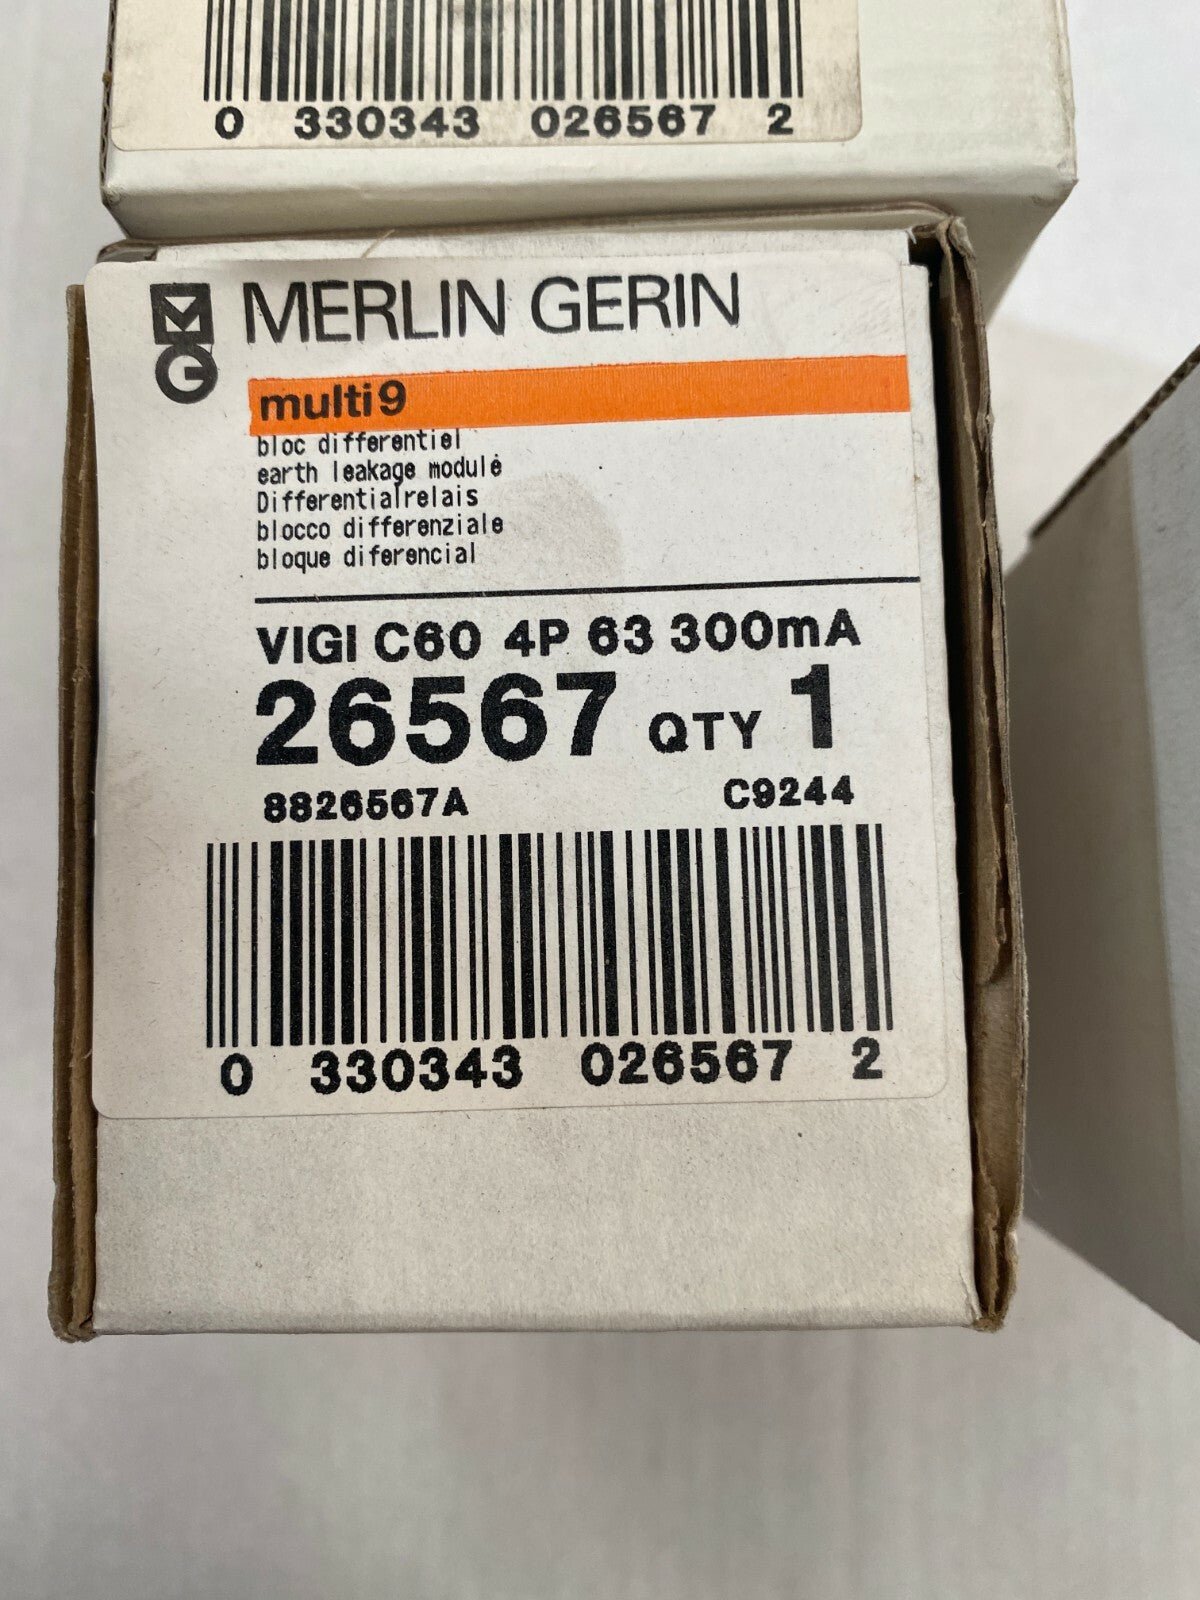 0 330343 026567 2
MG MERLIN GERIN
multi9
bloc differentiel
earth leakage module
Differentialrelais
blocco differenziale
bloque diferencial
VIGI C60 4P 63 300mA
26567 QTY 1
8826567A C9244
0 330343 026567 2